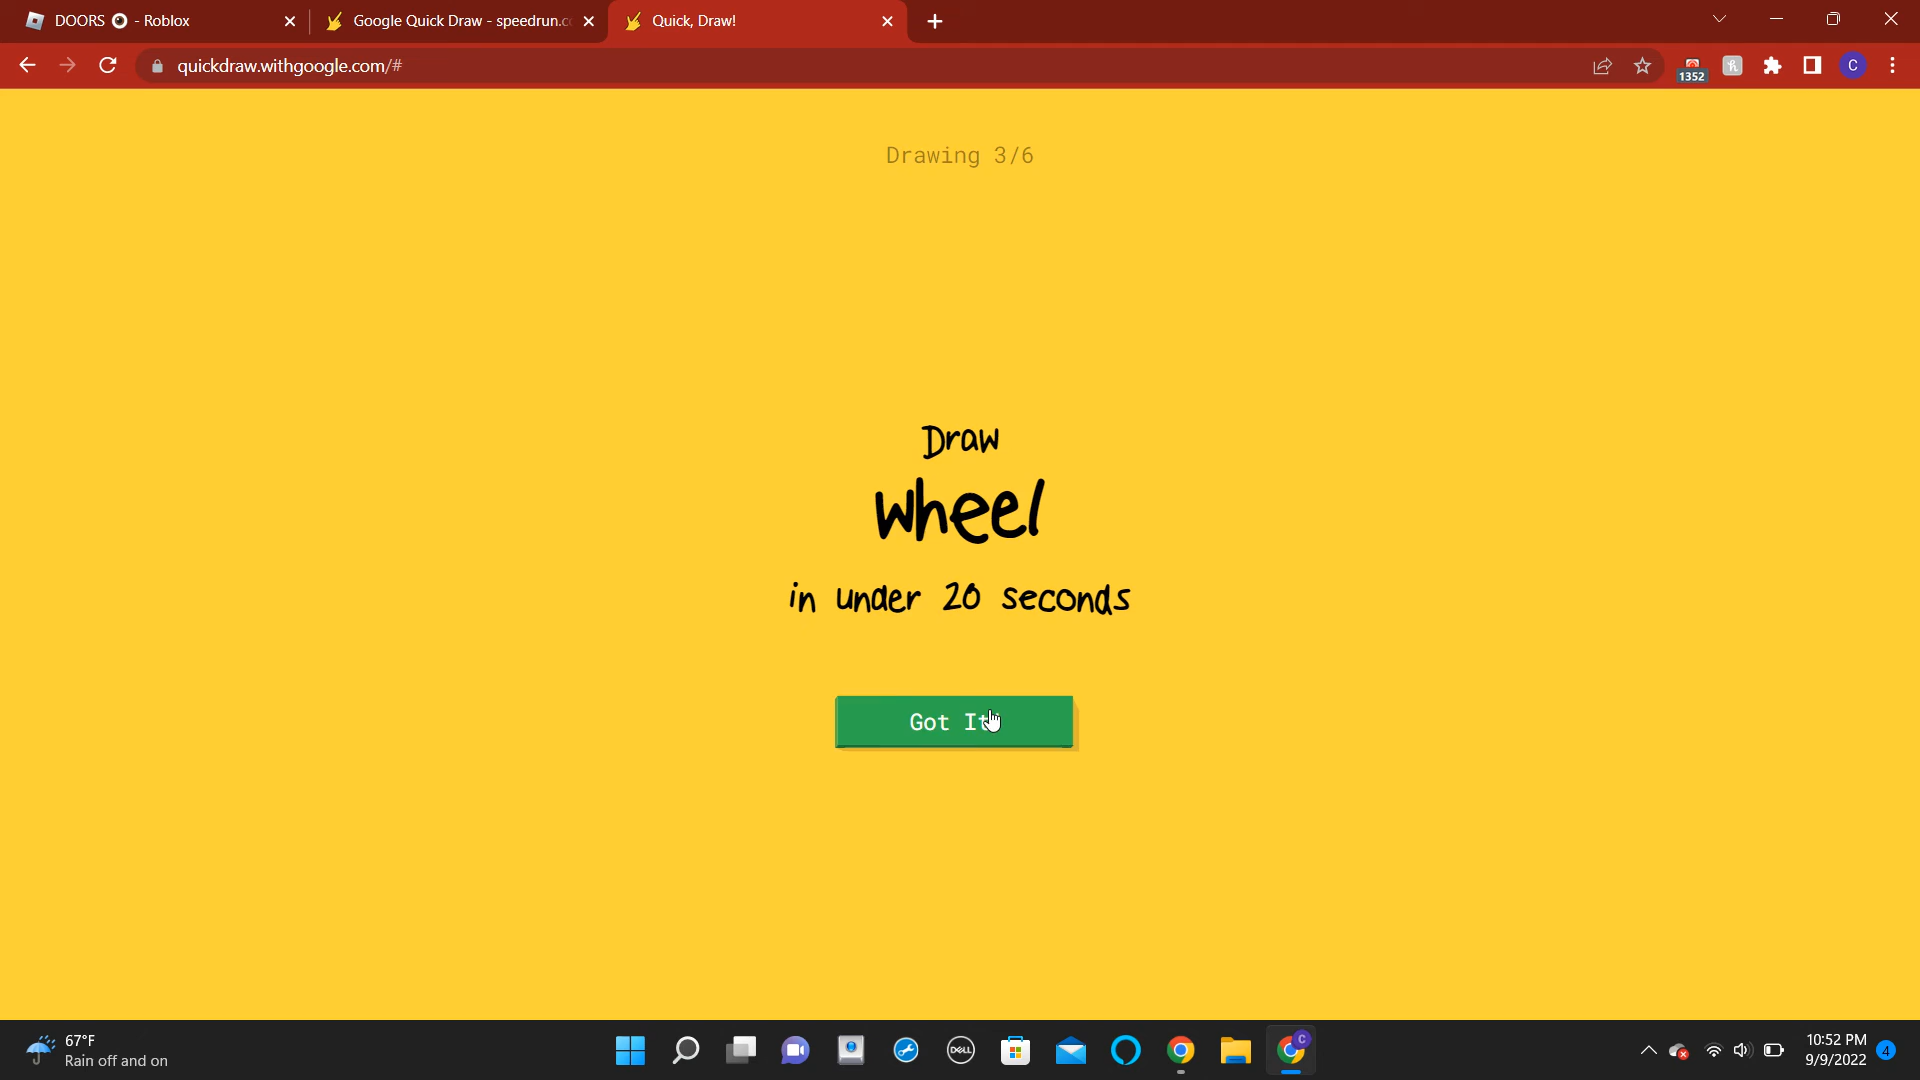 DOORS - Roblox
Google Quick Draw - speedrun.c
Quick, Draw!
quickdraw.withgoogle.com/#
1352
C
Drawing 3/6
Draw
wheel
in under 20 seconds
Got It!
67°F
Rain off and on
DELL
C
10:52 PM
9/9/2022
4